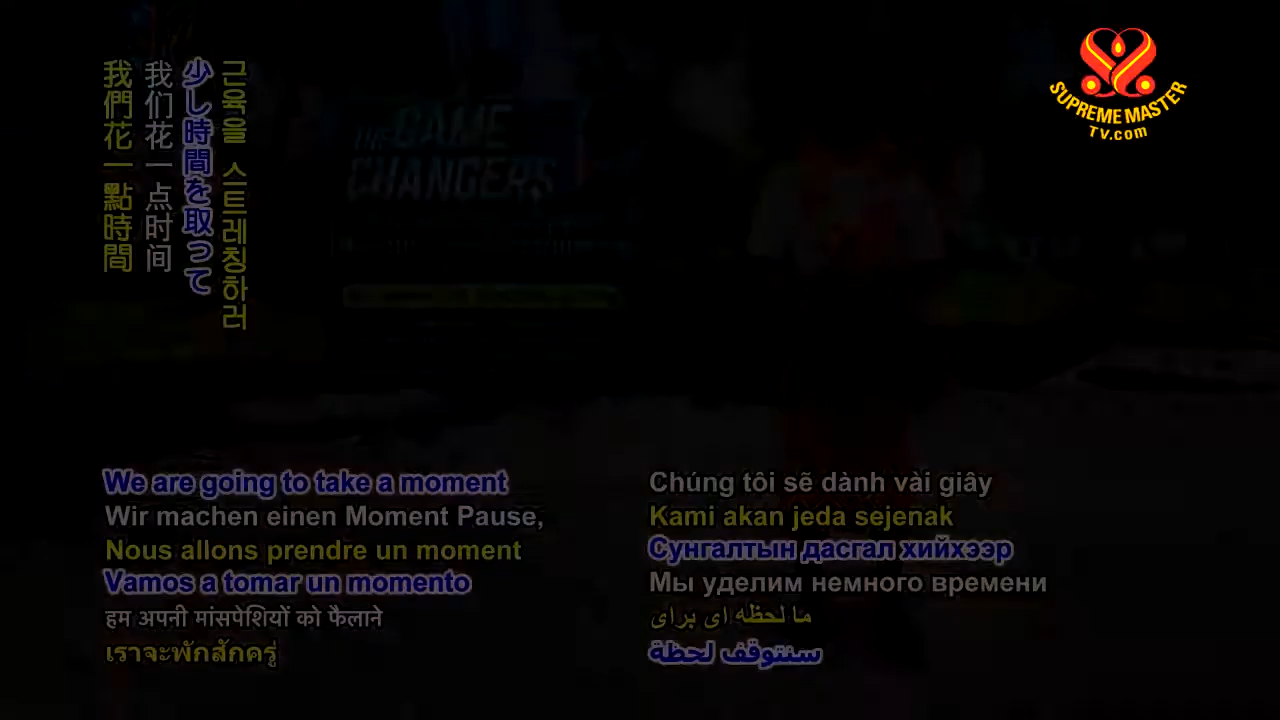 我們花一點時間
我们花一点时间
少し時間を取って
근육을 스트레칭하러
THE GAME
CHANGERS
SUPREME MASTER
TV.com
We are going to take a moment
Wir machen einen Moment Pause,
Nous allons prendre un moment
Vamos a tomar un momento
हम अपनी मांसपेशियों को फैलाने
เราจะพักสักครู่
Chúng tôi sẽ dành vài giây
Kami akan jeda sejenak
Сунгалтын дасгал хийхээр
Мы уделим немного времени
ما لحظه ای برای
سنتوقف لحظة